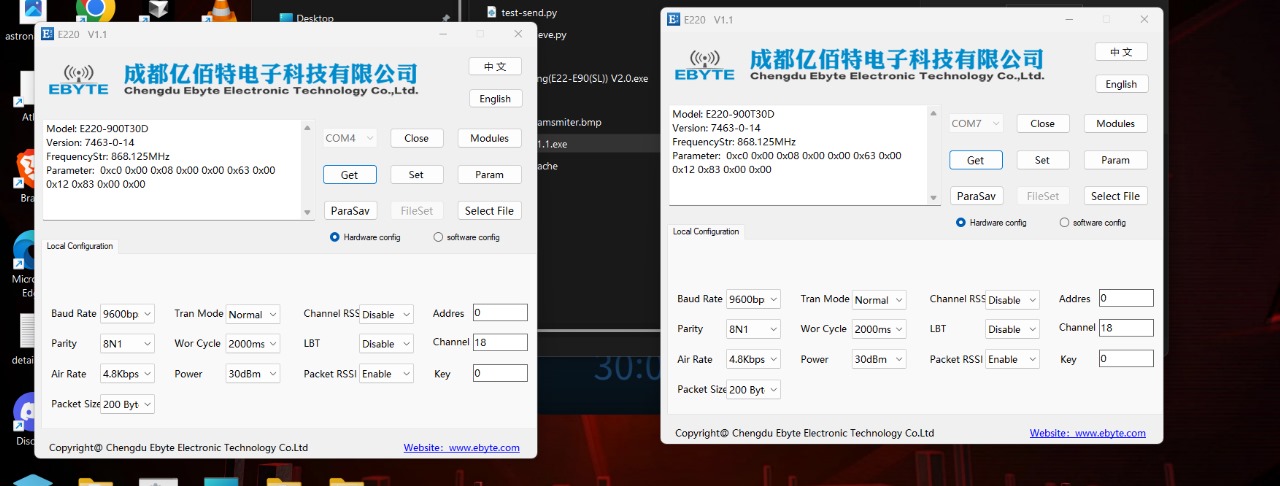 astron
Desktop
test-send.py
eve.py
ng(E22-E90(SL)) V2.0.exe
amsmiter.bmp
1.1.exe
ache
Atl
Bra
Micro
Ed
detai
Disc
30:0
E220 V1.1
EBYTE
成都亿佰特电子科技有限公司
Chengdu Ebyte Electronic Technology Co.,Ltd.
中 文
English
Model: E220-900T30D
Version: 7463-0-14
FrequencyStr: 868.125MHz
Parameter: 0xc0 0x00 0x08 0x00 0x00 0x63 0x00
0x12 0x83 0x00 0x00
COM4 Close Modules
Get Set Param
ParaSav FileSet Select File
Hardware config software config
Local Configuration
Baud Rate 9600bp Tran Mode Normal Channel RSS Disable Addres 0
Parity 8N1 Wor Cycle 2000ms LBT Disable Channel 18
Air Rate 4.8Kbps Power 30dBm Packet RSSI Enable Key 0
Packet Size 200 Byt
Copyright@ Chengdu Ebyte Electronic Technology Co.Ltd Website: www.ebyte.com
E220 V1.1
EBYTE
成都亿佰特电子科技有限公司
Chengdu Ebyte Electronic Technology Co.,Ltd.
中 文
English
Model: E220-900T30D
Version: 7463-0-14
FrequencyStr: 868.125MHz
Parameter: 0xc0 0x00 0x08 0x00 0x00 0x63 0x00
0x12 0x83 0x00 0x00
COM7 Close Modules
Get Set Param
ParaSav FileSet Select File
Hardware config software config
Local Configuration
Baud Rate 9600bp Tran Mode Normal Channel RSS Disable Addres 0
Parity 8N1 Wor Cycle 2000ms LBT Disable Channel 18
Air Rate 4.8Kbps Power 30dBm Packet RSSI Enable Key 0
Packet Size 200 Byt
Copyright@ Chengdu Ebyte Electronic Technology Co.Ltd Website: www.ebyte.com